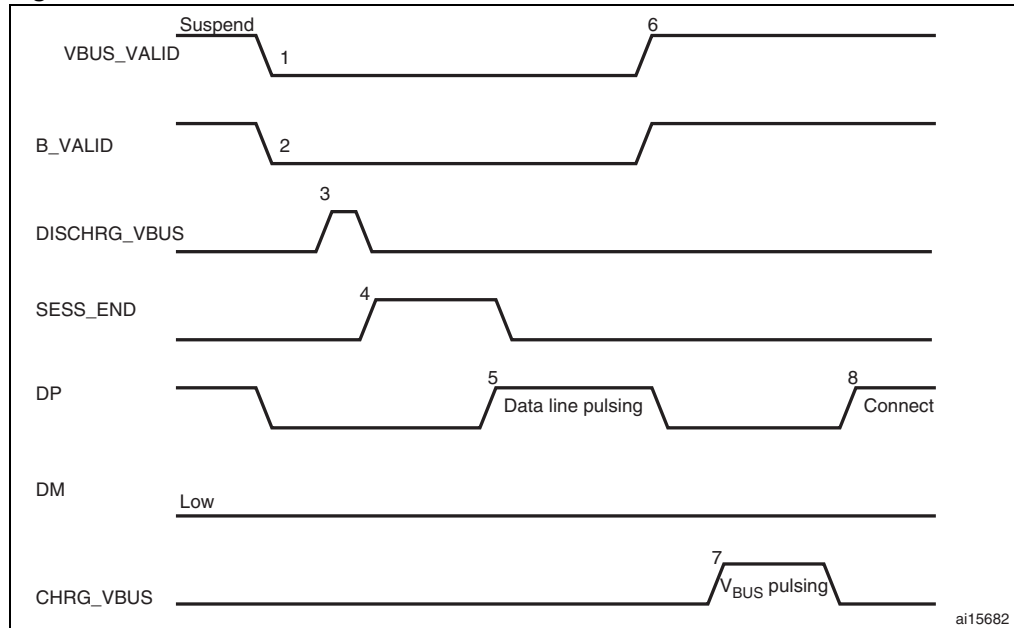 Suspend
6
VBUS_VALID
1
B_VALID
2
3
DISCHRG_VBUS
4
SESS_END
5
8
DP
Data line pulsing
Connect
DM
Low
7
VBUS pulsing
CHRG_VBUS
ai15682